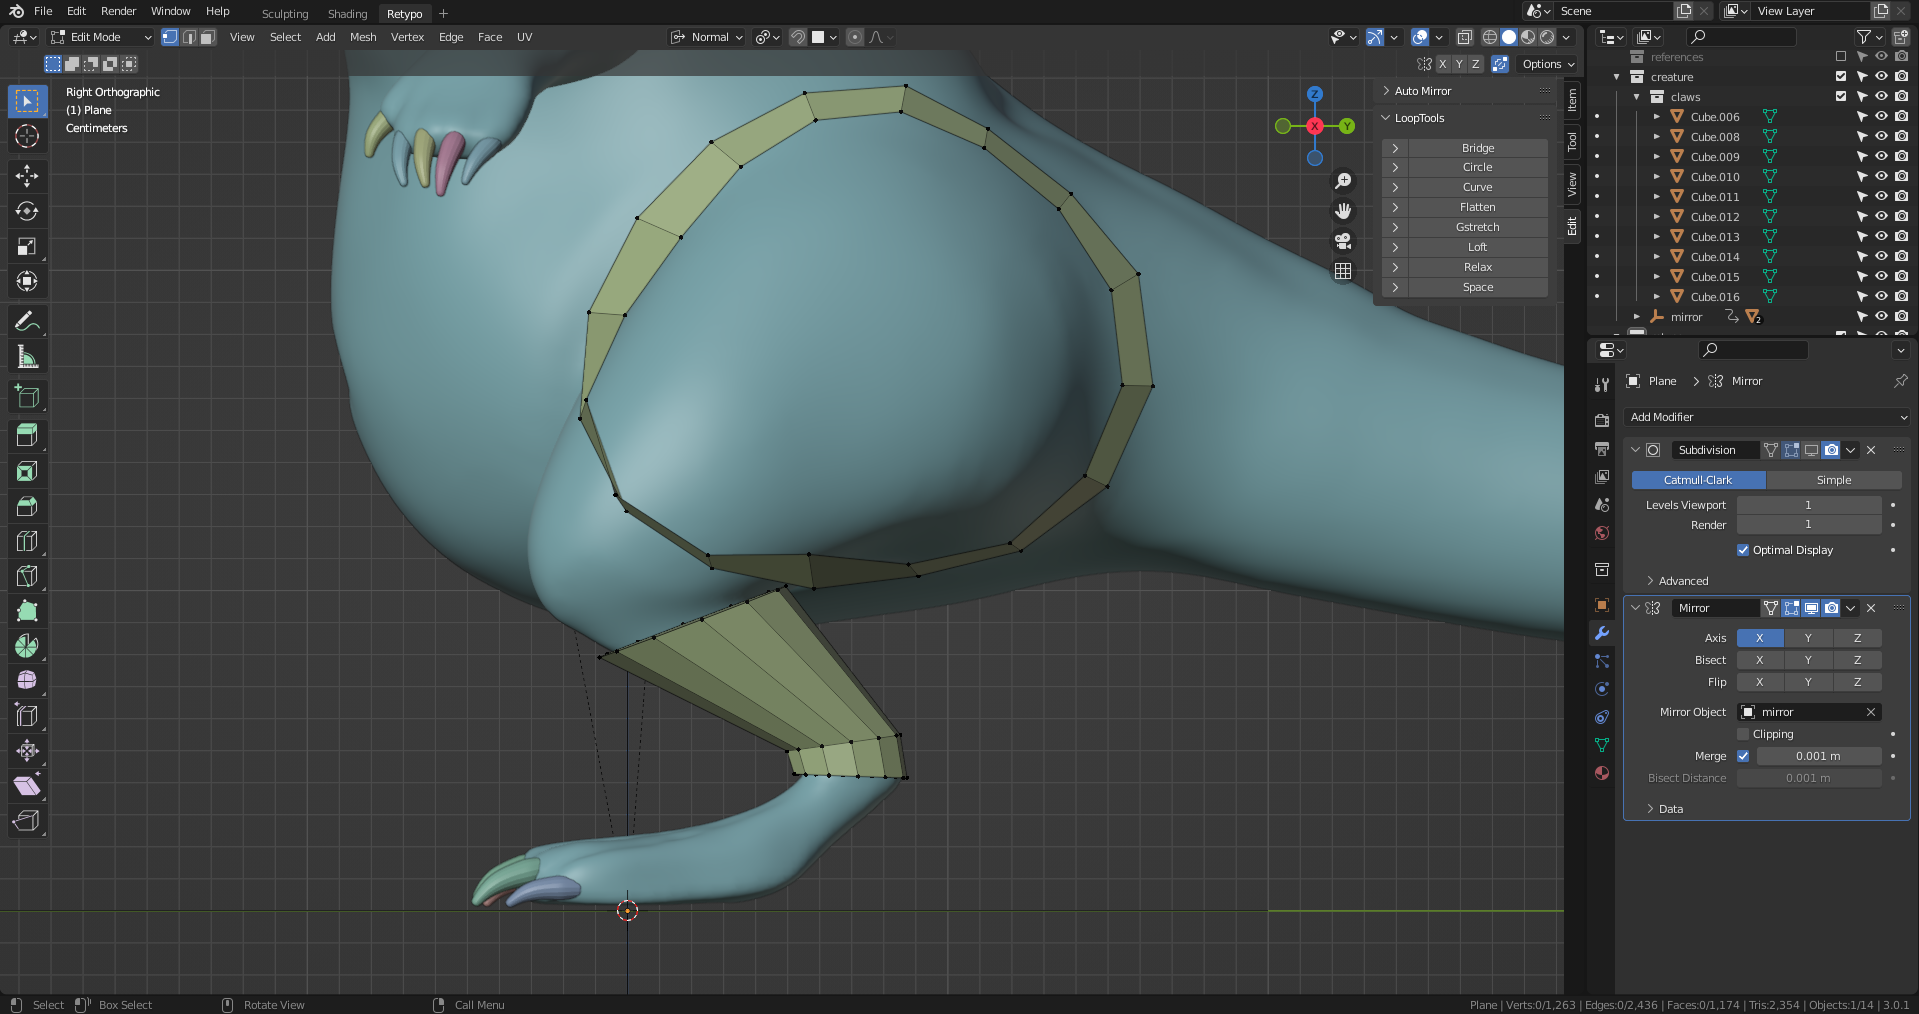 File Edit Render Window Help Sculpting Shading Retypo + Scene View Layer
Edit Mode View Select Add Mesh Vertex Edge Face UV Normal
X Y Z Options
Right Orthographic
(1) Plane
Centimeters
Z
Y
X
Auto Mirror
LoopTools
Bridge
Circle
Curve
Flatten
Gstretch
Loft
Relax
Space
Item
Tool
View
Edit
references
creature
claws
Cube.006
Cube.008
Cube.009
Cube.010
Cube.011
Cube.012
Cube.013
Cube.014
Cube.015
Cube.016
mirror 2
Plane > Mirror
Add Modifier
Subdivision
Catmull-Clark Simple
Levels Viewport 1
Render 1
Optimal Display
Advanced
Mirror
Axis X Y Z
Bisect X Y Z
Flip X Y Z
Mirror Object mirror
Clipping
Merge 0.001 m
Bisect Distance 0.001 m
Data
Select Box Select Rotate View Call Menu
Plane | Verts:0/1,263 | Edges:0/2,436 | Faces:0/1,174 | Tris:2,354 | Objects:1/14 | 3.0.1